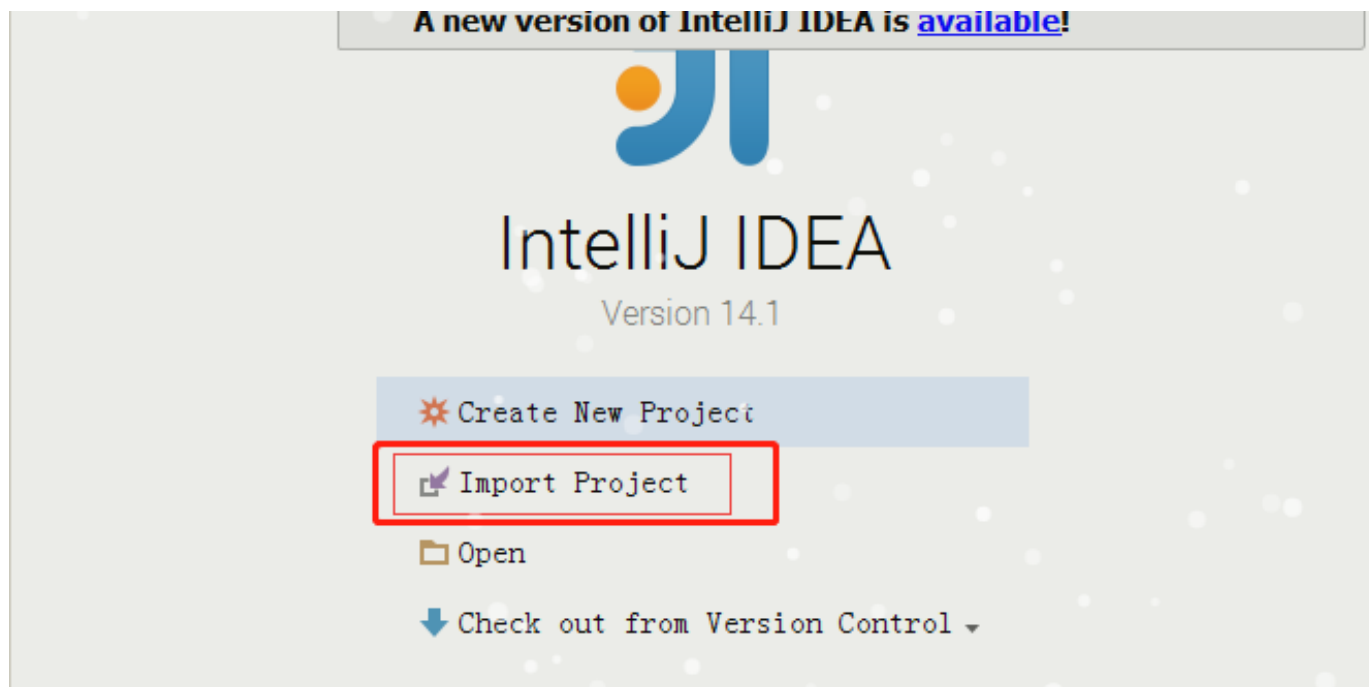 A new version of IntelliJ IDEA is available!
IntelliJ IDEA
Version 14.1
Create New Project
Import Project
Open
Check out from Version Control